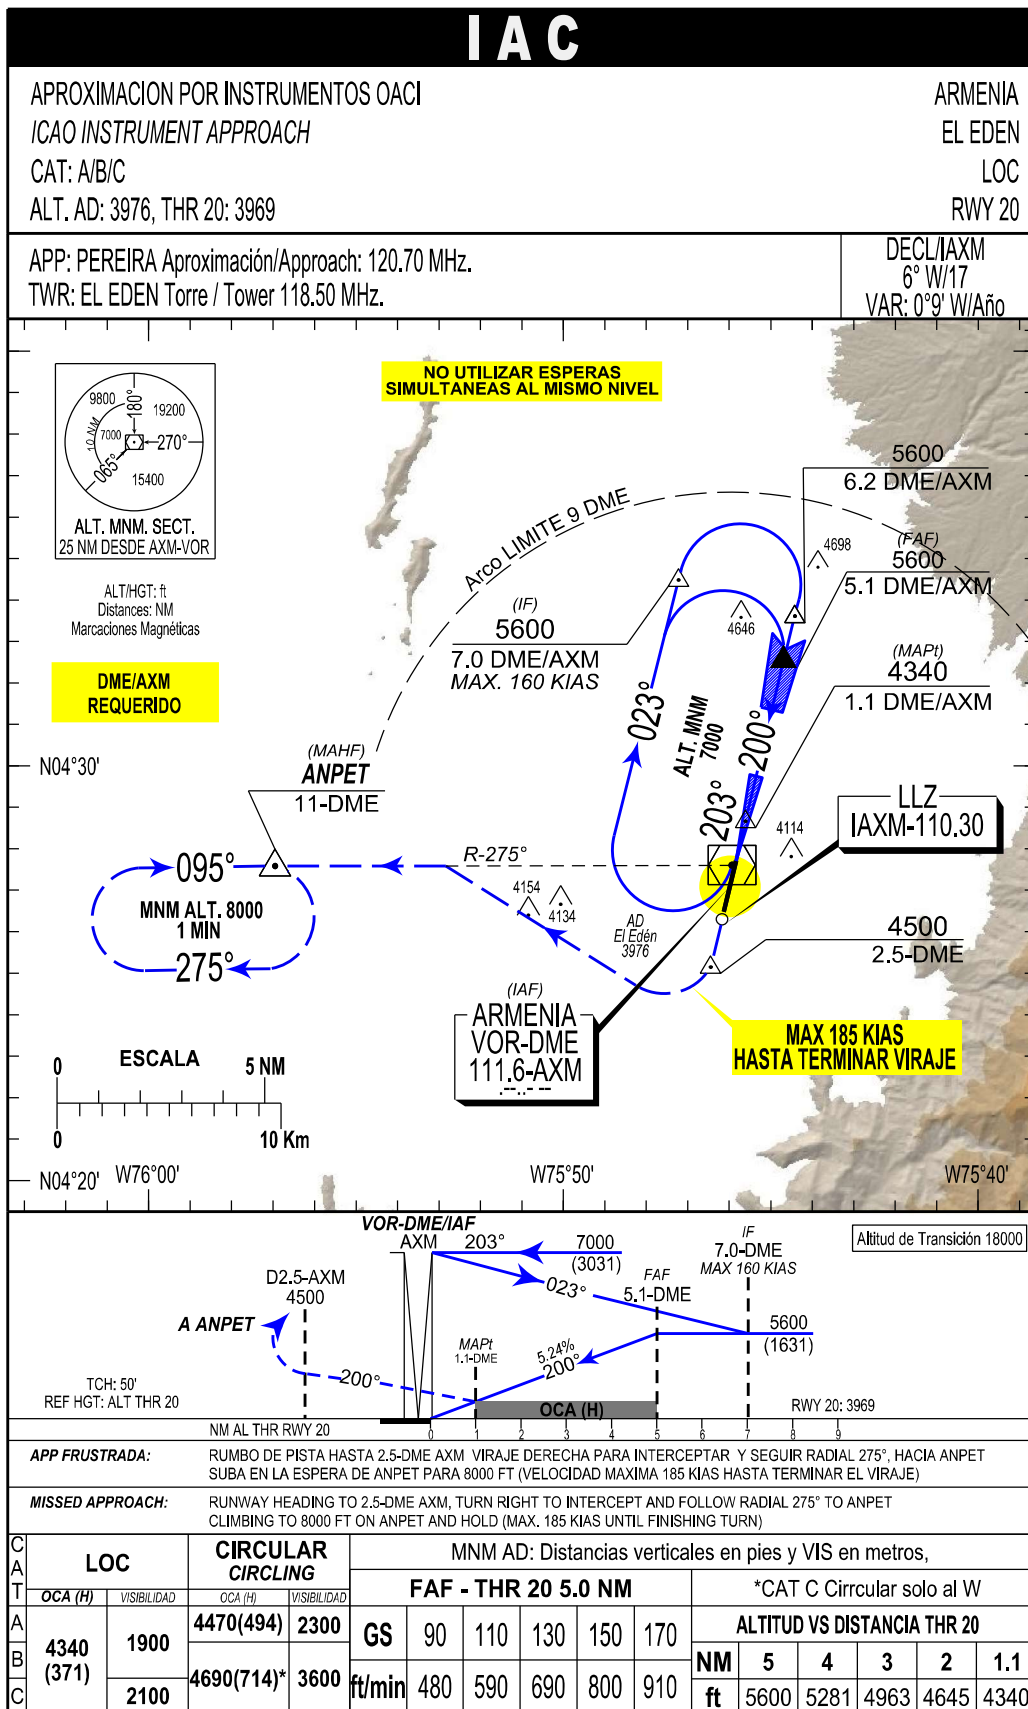 IAC
APROXIMACION POR INSTRUMENTOS OACI
ICAO INSTRUMENT APPROACH
CAT: A/B/C
ALT. AD: 3976, THR 20: 3969
ARMENIA
EL EDEN
LOC
RWY 20
APP: PEREIRA Aproximación/Approach: 120.70 MHz.
TWR: EL EDEN Torre / Tower 118.50 MHz.
DECL/IAXM
6° W/17
VAR: 0°9' W/Año
NO UTILIZAR ESPERAS
SIMULTANEAS AL MISMO NIVEL
9800
180°
19200
10 NM
7000
270°
065°
15400
ALT. MNM. SECT.
25 NM DESDE AXM-VOR
ALT/HGT: ft
Distances: NM
Marcaciones Magnéticas
DME/AXM
REQUERIDO
Arco LIMITE 9 DME
5600
6.2 DME/AXM
4698
(FAF)
5600
5.1 DME/AXM
(IF)
5600
7.0 DME/AXM
MAX. 160 KIAS
4646
(MAPt)
4340
1.1 DME/AXM
023°
ALT. MNM
7000
200°
203°
N04°30'
(MAHF)
ANPET
11-DME
LLZ
IAXM-110.30
4114
R-275°
095°
MNM ALT. 8000
1 MIN
275°
4154
4134
AD
El Edén
3976
4500
2.5-DME
(IAF)
ARMENIA
VOR-DME
111.6-AXM
.- -..- --
MAX 185 KIAS
HASTA TERMINAR VIRAJE
ESCALA
0
5 NM
0
10 Km
N04°20'
W76°00'
W75°50'
W75°40'
VOR-DME/IAF
AXM
203°
7000
(3031)
IF
7.0-DME
MAX 160 KIAS
Altitud de Transición 18000
D2.5-AXM
4500
023°
FAF
5.1-DME
A ANPET
5600
(1631)
MAPt
1.1-DME
5.24%
200°
200°
TCH: 50'
REF HGT: ALT THR 20
OCA (H)
RWY 20: 3969
NM AL THR RWY 20
0 1 2 3 4 5 6 7 8 9
APP FRUSTRADA: RUMBO DE PISTA HASTA 2.5-DME AXM VIRAJE DERECHA PARA INTERCEPTAR Y SEGUIR RADIAL 275°, HACIA ANPET
SUBA EN LA ESPERA DE ANPET PARA 8000 FT (VELOCIDAD MAXIMA 185 KIAS HASTA TERMINAR EL VIRAJE)
MISSED APPROACH: RUNWAY HEADING TO 2.5-DME AXM, TURN RIGHT TO INTERCEPT AND FOLLOW RADIAL 275° TO ANPET
CLIMBING TO 8000 FT ON ANPET AND HOLD (MAX. 185 KIAS UNTIL FINISHING TURN)
CAT
LOC
CIRCULAR
CIRCLING
MNM AD: Distancias verticales en pies y VIS en metros,
OCA (H) VISIBILIDAD OCA (H) VISIBILIDAD
FAF - THR 20 5.0 NM
*CAT C Cirrcular solo al W
A
B
C
4340
(371)
1900
2100
4470(494) 2300
4690(714)* 3600
GS 90 110 130 150 170
ft/min 480 590 690 800 910
ALTITUD VS DISTANCIA THR 20
NM 5 4 3 2 1.1
ft 5600 5281 4963 4645 4340